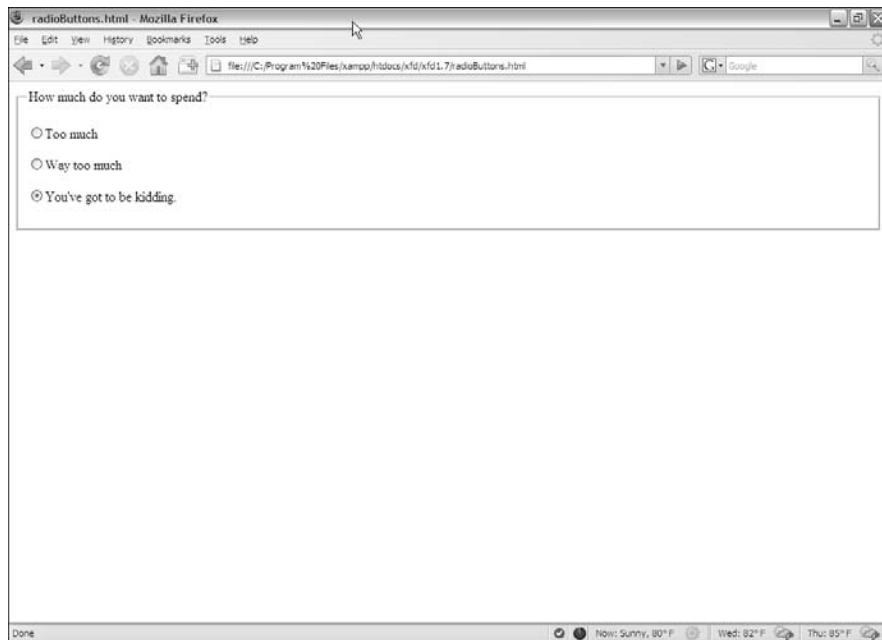 radioButtons.html - Mozilla Firefox
File Edit View History Bookmarks Tools Help
file:///C:/Program%20Files/xampp/htdocs/xfd/xfd1.7/radioButtons.html
G Google
How much do you want to spend?
Too much
Way too much
You've got to be kidding.
Done
Now: Sunny, 80° F Wed: 82° F Thu: 85° F